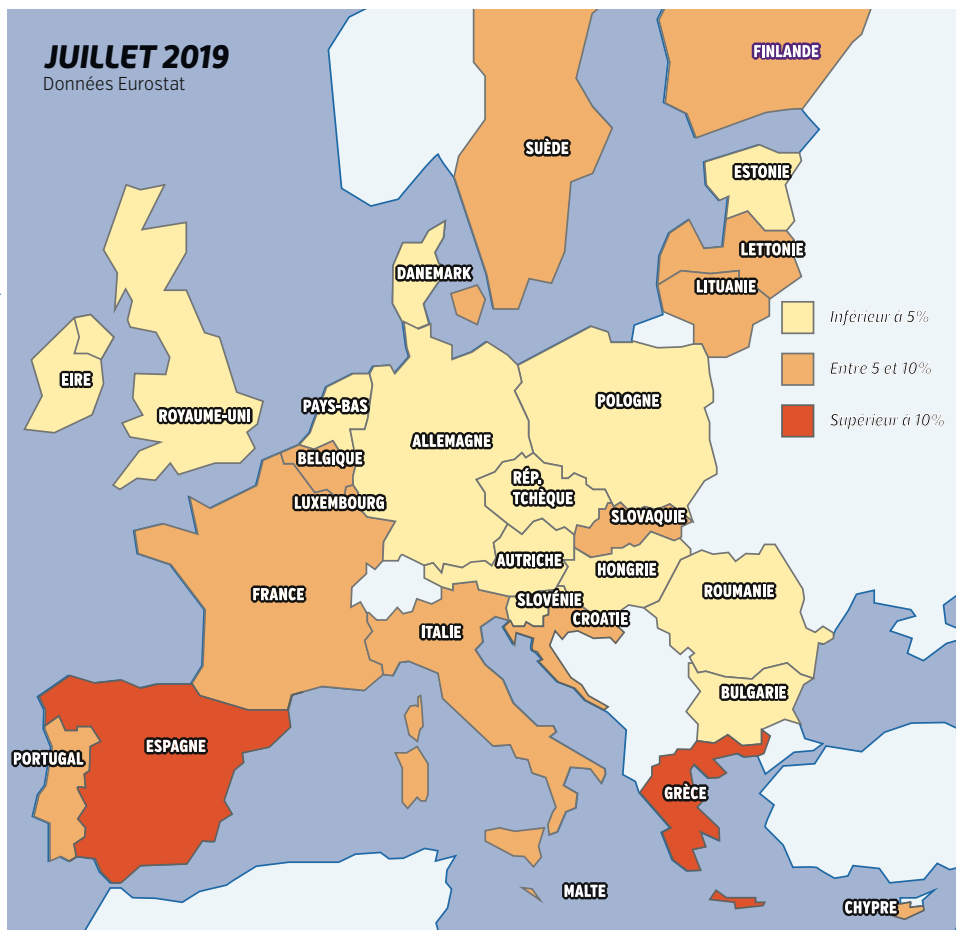 JUILLET 2019
Données Eurostat
FINLANDE
SUÈDE
ESTONIE
LETTONIE
DANEMARK
LITUANIE
Inférieur à 5%
Entre 5 et 10%
Supérieur à 10%
EIRE
ROYAUME-UNI
PAYS-BAS
POLOGNE
ALLEMAGNE
BELGIQUE
RÉP.
TCHÈQUE
LUXEMBOURG
SLOVAQUIE
AUTRICHE
HONGRIE
FRANCE
SLOVÉNIE
ROUMANIE
CROATIE
ITALIE
BULGARIE
PORTUGAL
ESPAGNE
GRÈCE
MALTE
CHYPRE